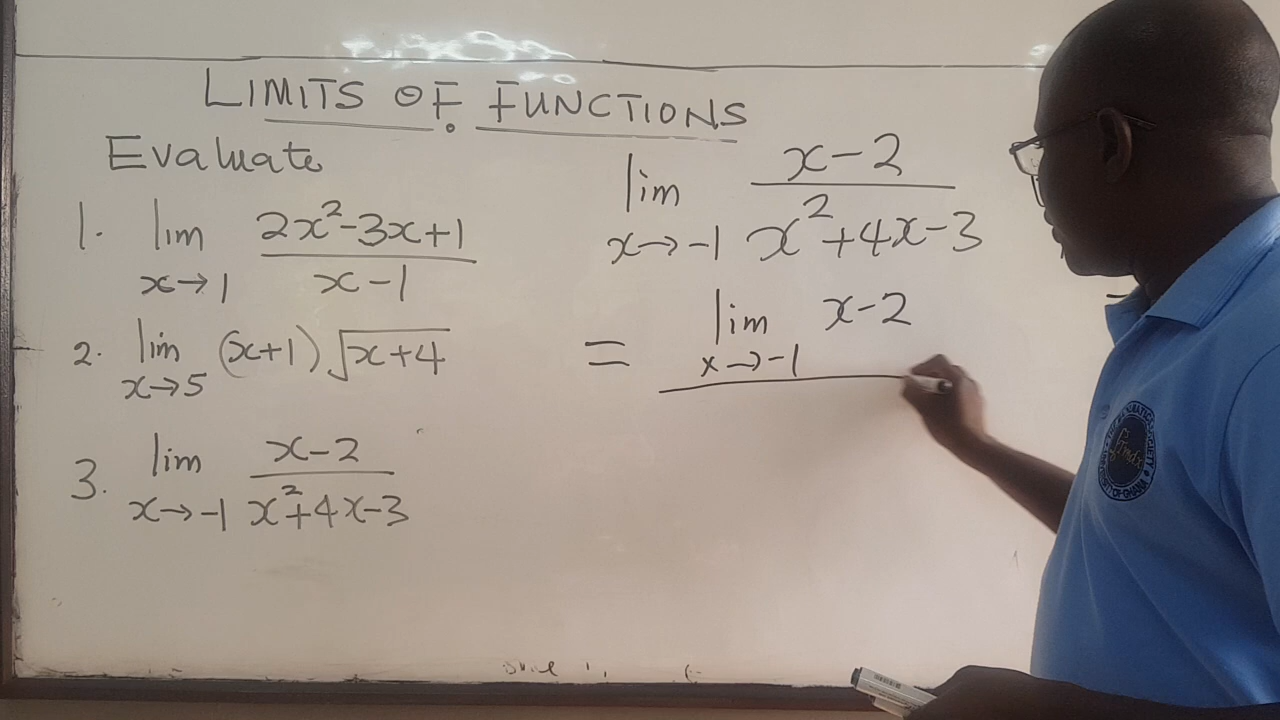 LIMITS OF FUNCTIONS
Evaluate
1. lim 2x²-3x+1
x→1 x-1
2. lim (x+1)√x+4
x→5
3. lim x-2
x→-1 x²+4x-3
lim x-2
x→-1 x²+4x-3
= lim x-2
x→-1